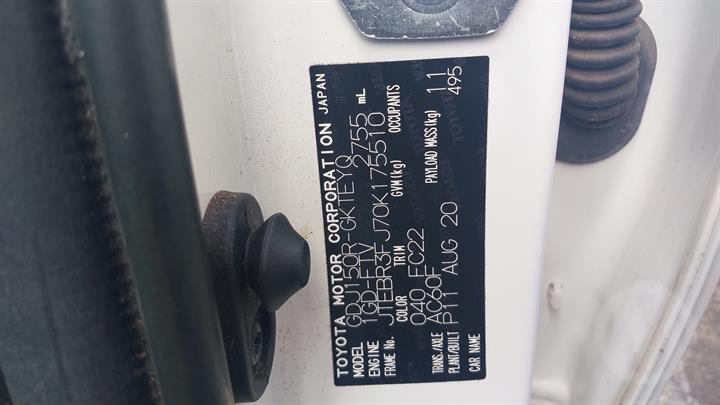 TOYOTA MOTOR CORPORATION JAPAN
MODEL GDJ150R-GKTEYQ
ENGINE 1GD-FTV 2755 mL
FRAME No. JTEBR3FJ70K175510
COLOR TRIM GVM(kg) OCCUPANTS
040 FC22 11
TRANS./AXLE AC60F PAYLOAD MASS(kg) 495
PLANT/BUILT P11 AUG 20
CAR NAME